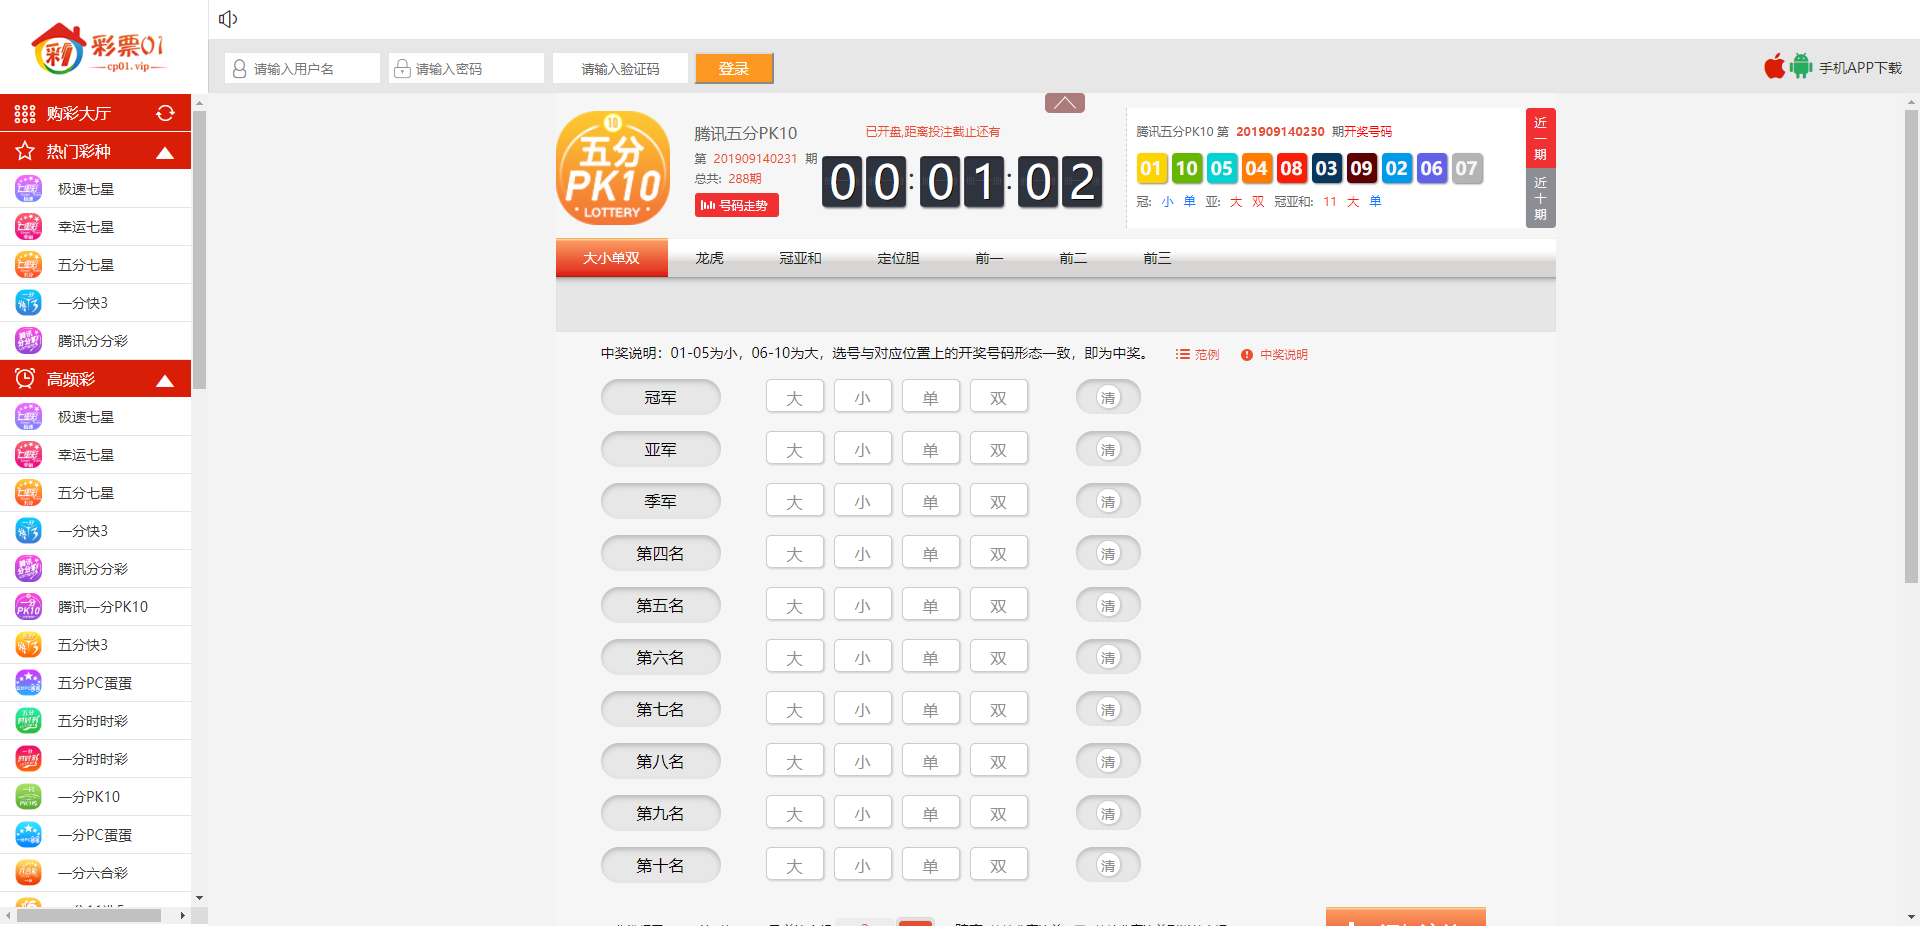 彩票01
cp01.vip
请输入用户名
请输入密码
请输入验证码
登录
手机APP下载
购彩大厅
热门彩种
极速七星
幸运七星
五分七星
一分快3
腾讯分分彩
高频彩
极速七星
幸运七星
五分七星
一分快3
腾讯分分彩
腾讯一分PK10
五分快3
五分PC蛋蛋
五分时时彩
一分时时彩
一分PK10
一分PC蛋蛋
一分六合彩
10
五分
PK10
LOTTERY
腾讯五分PK10
第 201909140231 期
总共: 288期
号码走势
已开盘,距离投注截止还有
00:01:02
腾讯五分PK10 第 201909140230 期开奖号码
01 10 05 04 08 03 09 02 06 07
冠: 小 单 亚: 大 双 冠亚和: 11 大 单
近一期
近十期
大小单双 龙虎 冠亚和 定位胆 前一 前二 前三
中奖说明：01-05为小，06-10为大，选号与对应位置上的开奖号码形态一致，即为中奖。 范例 中奖说明
冠军 大 小 单 双 清
亚军 大 小 单 双 清
季军 大 小 单 双 清
第四名 大 小 单 双 清
第五名 大 小 单 双 清
第六名 大 小 单 双 清
第七名 大 小 单 双 清
第八名 大 小 单 双 清
第九名 大 小 单 双 清
第十名 大 小 单 双 清